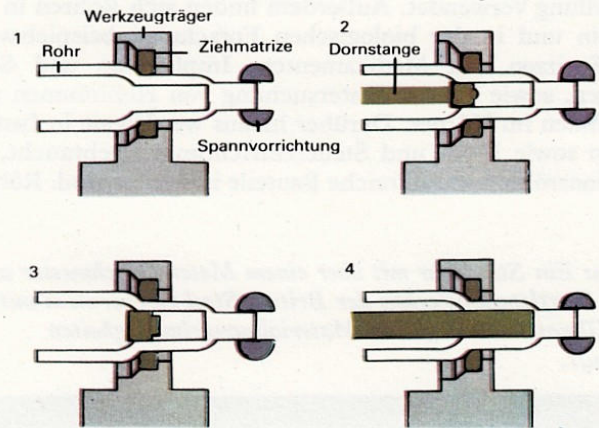 1
Werkzeugträger
Rohr
Ziehmatrize
Spannvorrichtung
2
Dornstange
3
4